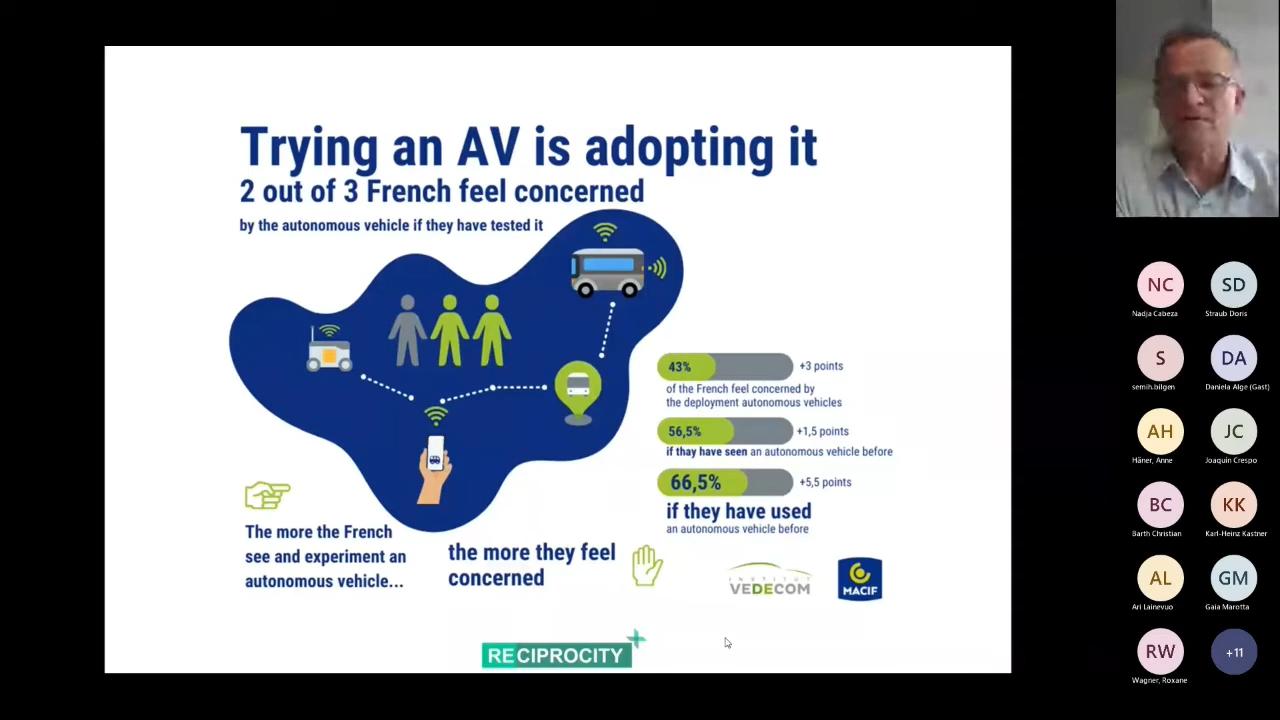 Trying an AV is adopting it
2 out of 3 French feel concerned
by the autonomous vehicle if they have tested it
43%
+3 points
of the French feel concerned by
the deployment autonomous vehicles
56,5%
+1,5 points
if thay have seen an autonomous vehicle before
66,5%
+5,5 points
if they have used
an autonomous vehicle before
The more the French
see and experiment an
autonomous vehicle...
the more they feel
concerned
INSTITUT
VEDECOM
MACIF
RECIPROCITY
NC
Nadja Cabeza
SD
Straub Doris
S
semih.bilgen
DA
Daniela Alge (Gast)
AH
Häner, Anne
JC
Joaquin Crespo
BC
Barth Christian
KK
Karl-Heinz Kastner
AL
Ari Lainevuo
GM
Gaia Marotta
RW
Wagner, Roxane
+11